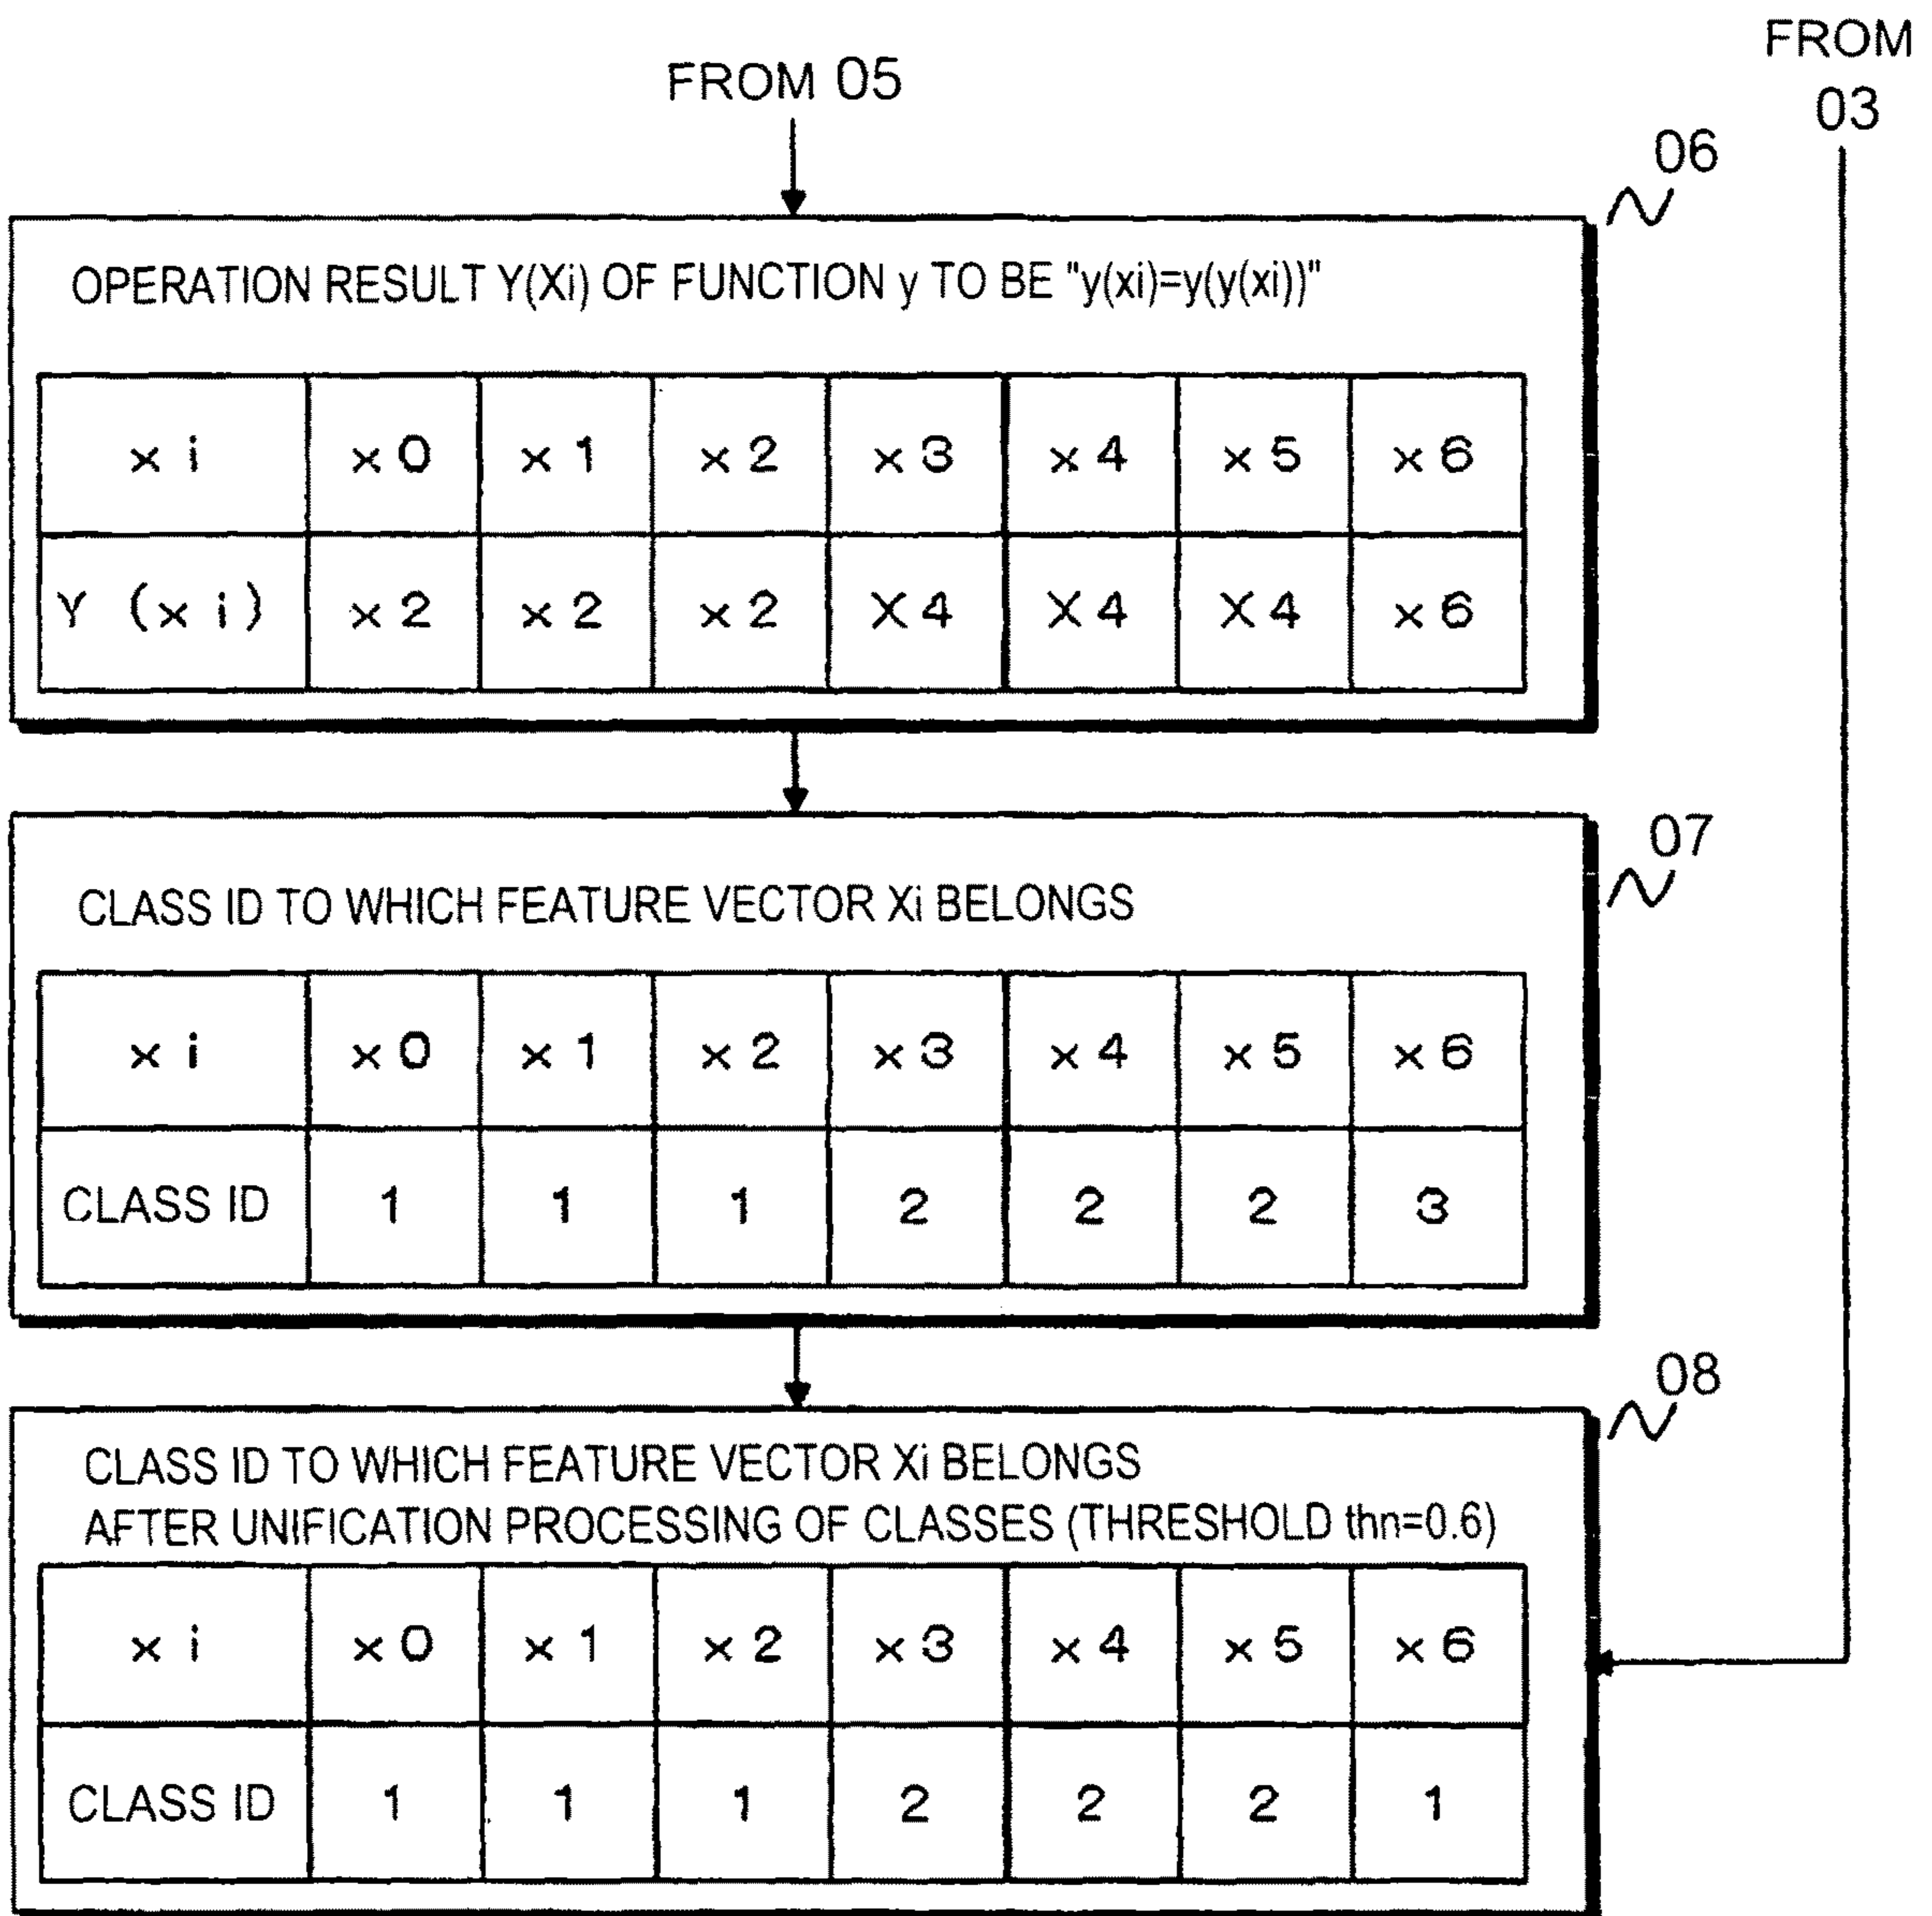 FROM 05
FROM
03
06
OPERATION RESULT Y(Xi) OF FUNCTION y TO BE "y(xi)=y(y(xi))"
x i x 0 x 1 x 2 x 3 x 4 x 5 x 6
Y (x i) x 2 x 2 x 2 X 4 X 4 X 4 x 6
07
CLASS ID TO WHICH FEATURE VECTOR Xi BELONGS
x i x 0 x 1 x 2 x 3 x 4 x 5 x 6
CLASS ID 1 1 1 2 2 2 3
08
CLASS ID TO WHICH FEATURE VECTOR Xi BELONGS
AFTER UNIFICATION PROCESSING OF CLASSES (THRESHOLD thn=0.6)
x i x 0 x 1 x 2 x 3 x 4 x 5 x 6
CLASS ID 1 1 1 2 2 2 1